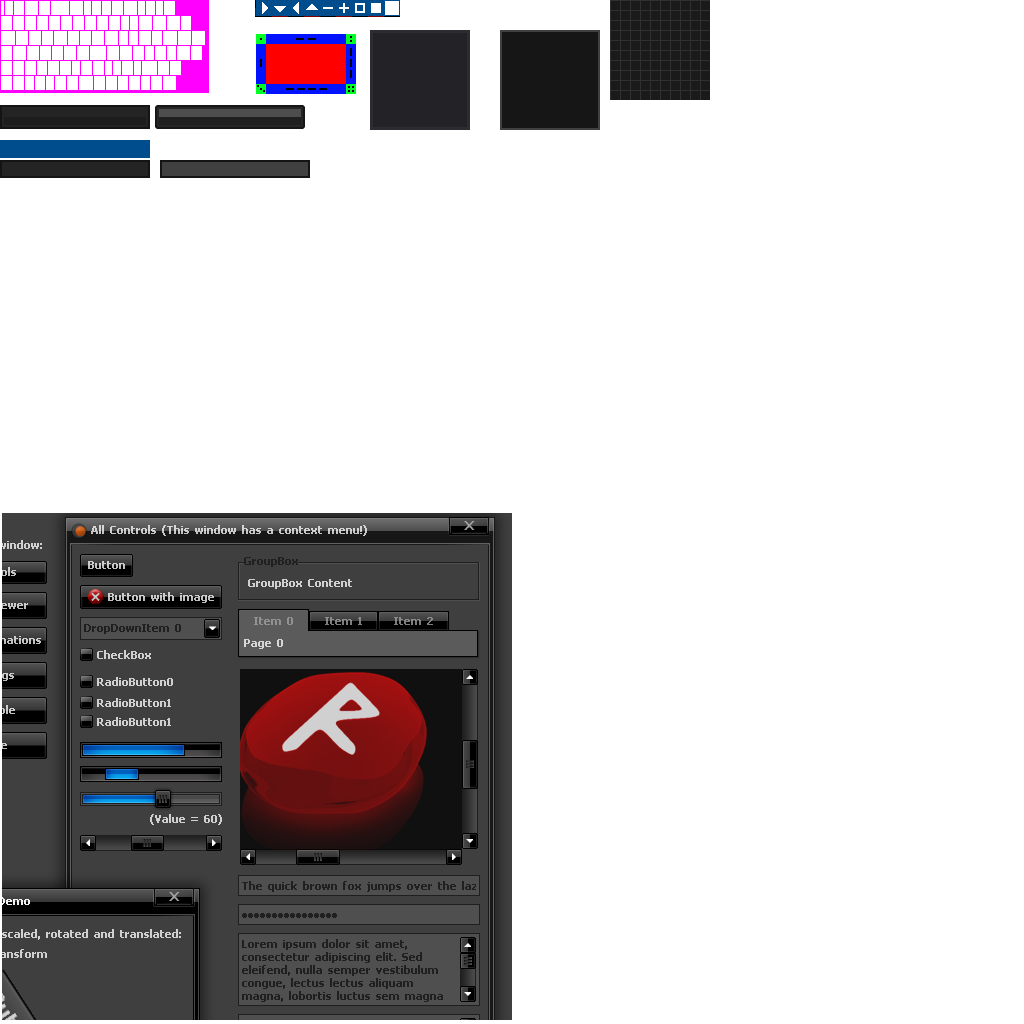 All Controls (This window has a context menu!)
window:
ols
ewer
nations
gs
ole
e
Button
Button with image
DropDownItem 0
CheckBox
RadioButton0
RadioButton1
RadioButton1
(Value = 60)
GroupBox
GroupBox Content
Item 0
Item 1
Item 2
Page 0
The quick brown fox jumps over the laz
Lorem ipsum dolor sit amet,
consectetur adipiscing elit. Sed
eleifend, nulla semper vestibulum
congue, lectus lectus aliquam
magna, lobortis luctus sem magna
Demo
scaled, rotated and translated:
ansform